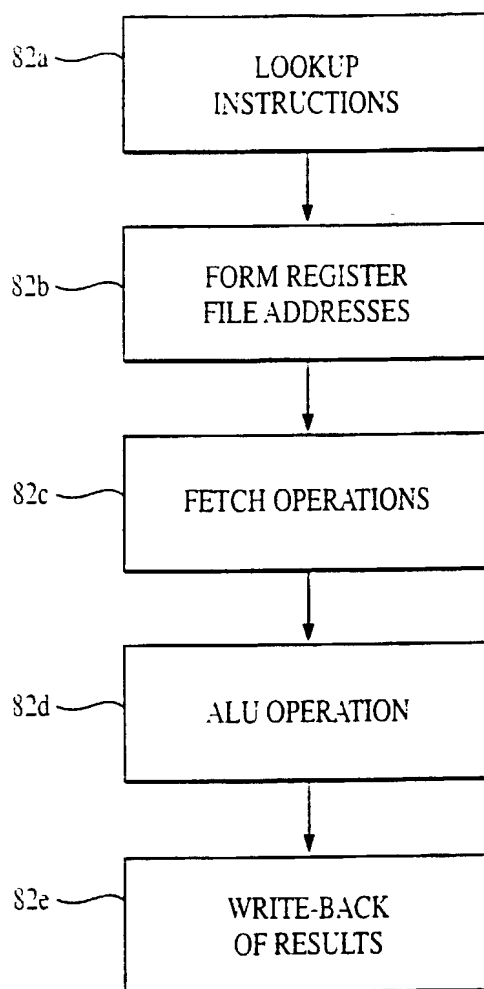 82a
LOOKUP
INSTRUCTIONS
82b
FORM REGISTER
FILE ADDRESSES
82c
FETCH OPERATIONS
82d
ALU OPERATION
82e
WRITE-BACK
OF RESULTS